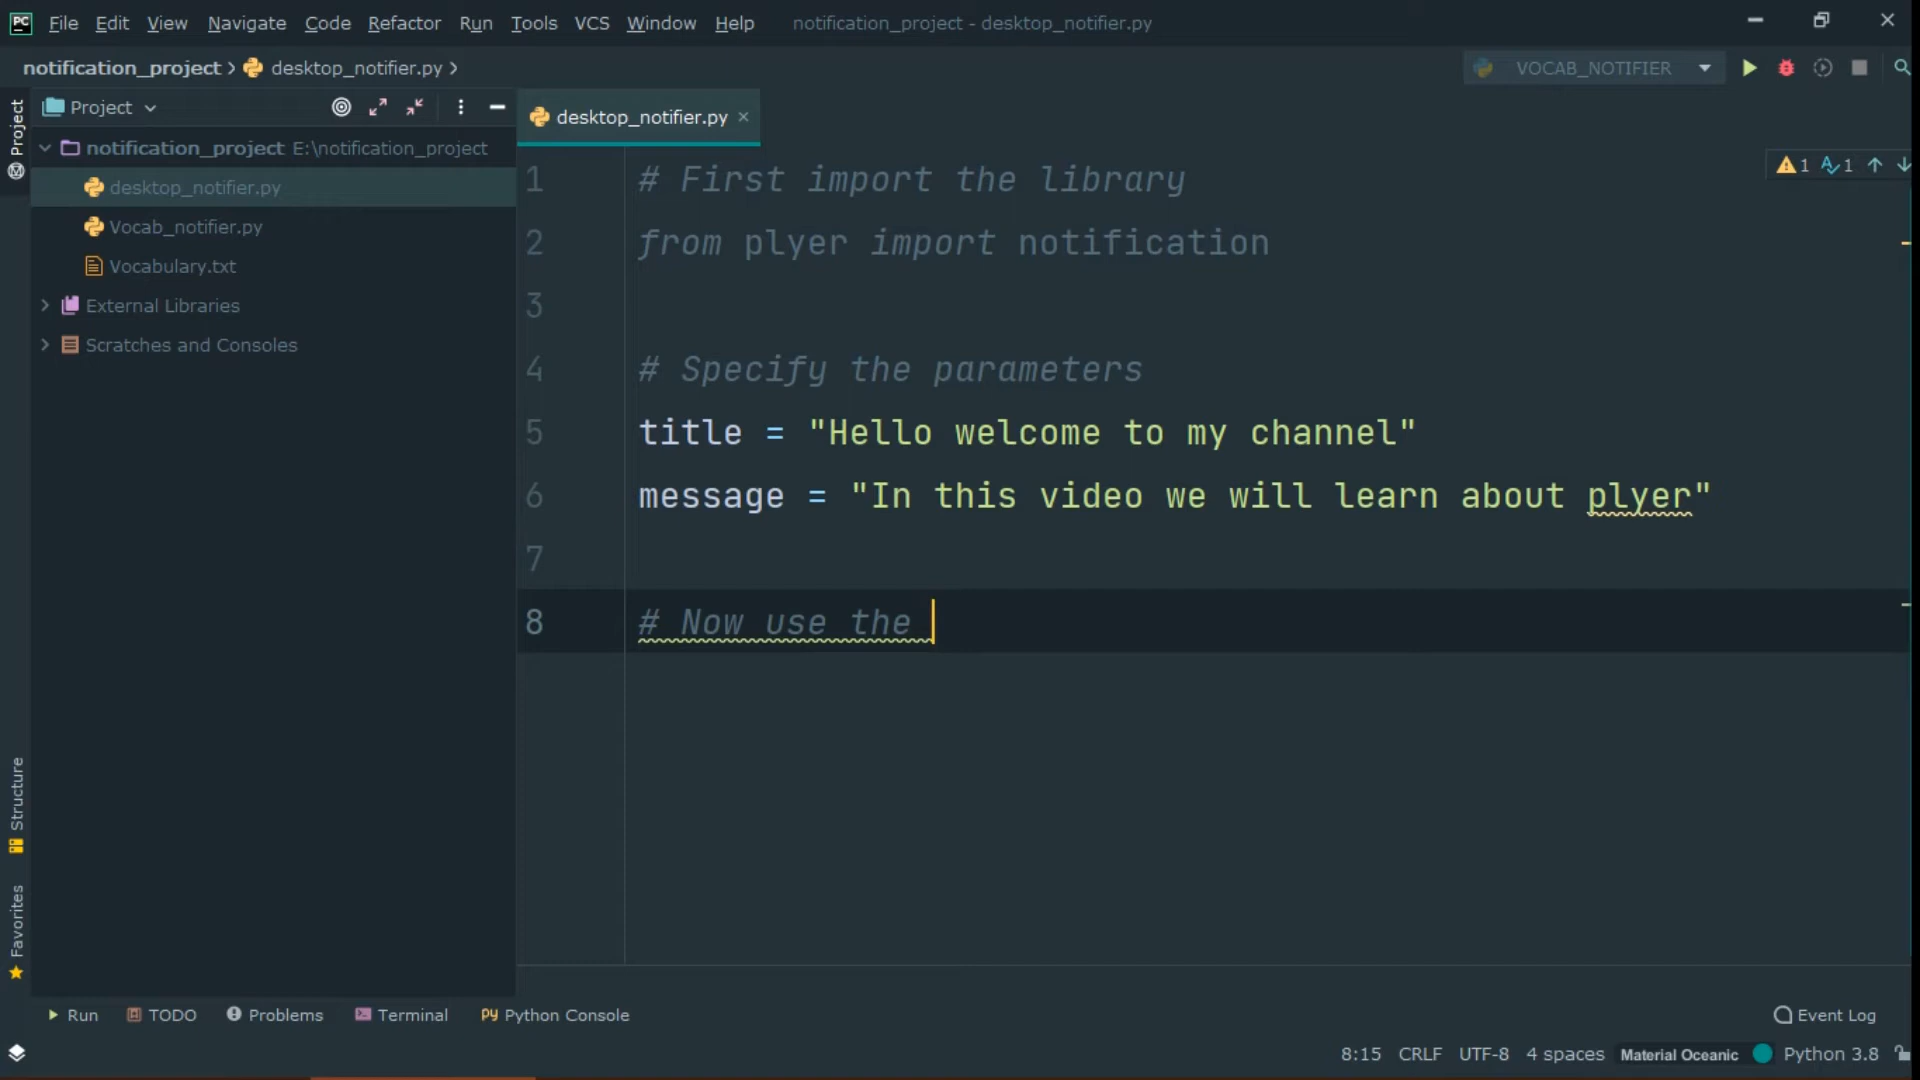 PC File Edit View Navigate Code Refactor Run Tools VCS Window Help notification_project - desktop_notifier.py
notification_project > desktop_notifier.py > VOCAB_NOTIFIER
Project
Project
desktop_notifier.py ×
notification_project E:\notification_project
desktop_notifier.py
Vocab_notifier.py
Vocabulary.txt
External Libraries
Scratches and Consoles
1 1
1 # First import the library
2 from plyer import notification
3
4 # Specify the parameters
5 title = "Hello welcome to my channel"
6 message = "In this video we will learn about plyer"
7
8 # Now use the
Structure
Favorites
Run TODO Problems Terminal Python Console Event Log
8:15 CRLF UTF-8 4 spaces Material Oceanic Python 3.8